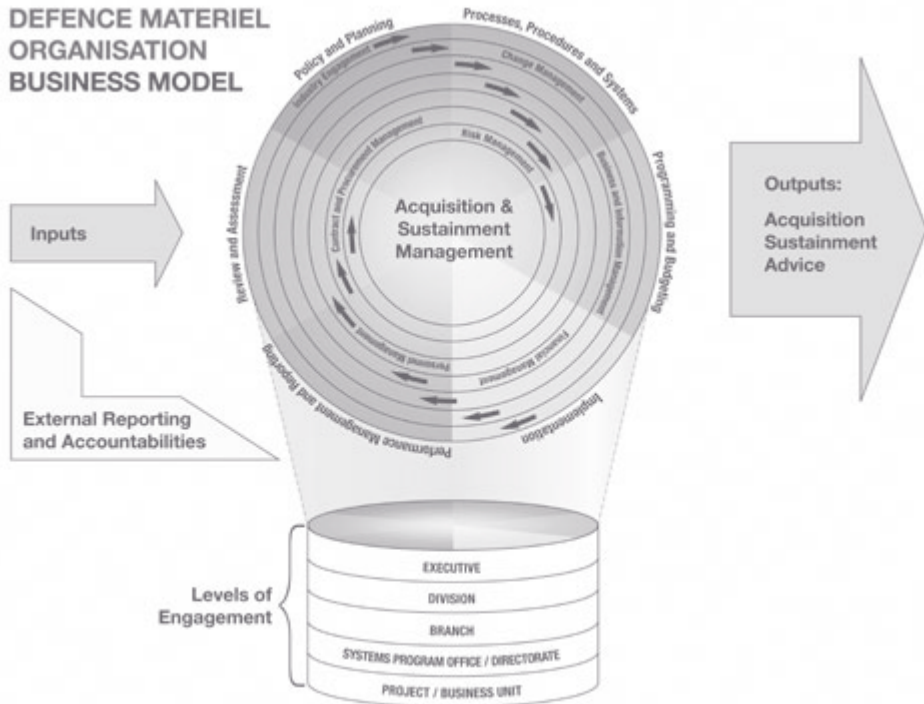 DEFENCE MATERIEL
ORGANISATION
BUSINESS MODEL
Policy and Planning
Processes, Procedures and Systems
Industry Engagement
Change Management
Contract and Procurement Management
Risk Management
Business and Information Management
Programming and Budgeting
Review and Assessment
Inputs
Acquisition &
Sustainment
Management
Outputs:
Acquisition
Sustainment
Advice
Personnel Management
Financial Management
Performance Management and Reporting
Implementation
External Reporting
and Accountabilities
Levels of
Engagement
EXECUTIVE
DIVISION
BRANCH
SYSTEMS PROGRAM OFFICE / DIRECTORATE
PROJECT / BUSINESS UNIT